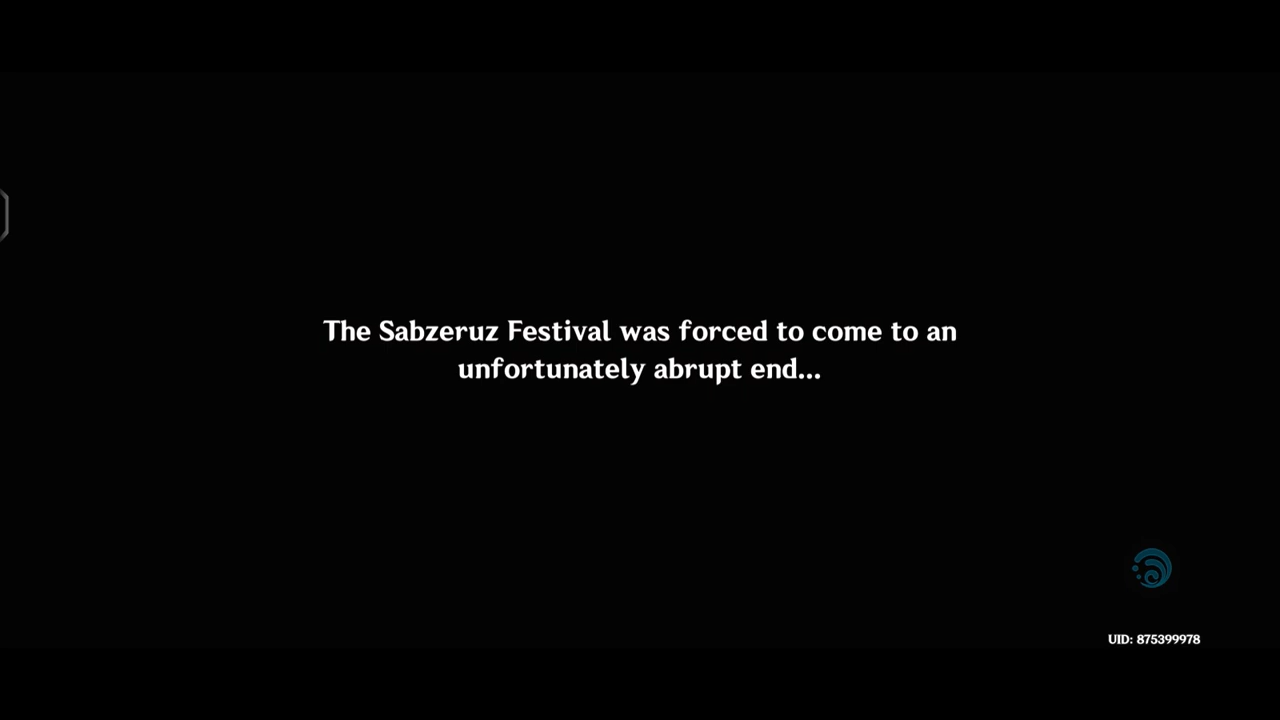 The Sabzeruz Festival was forced to come to an
unfortunately abrupt end...
UID: 875399978